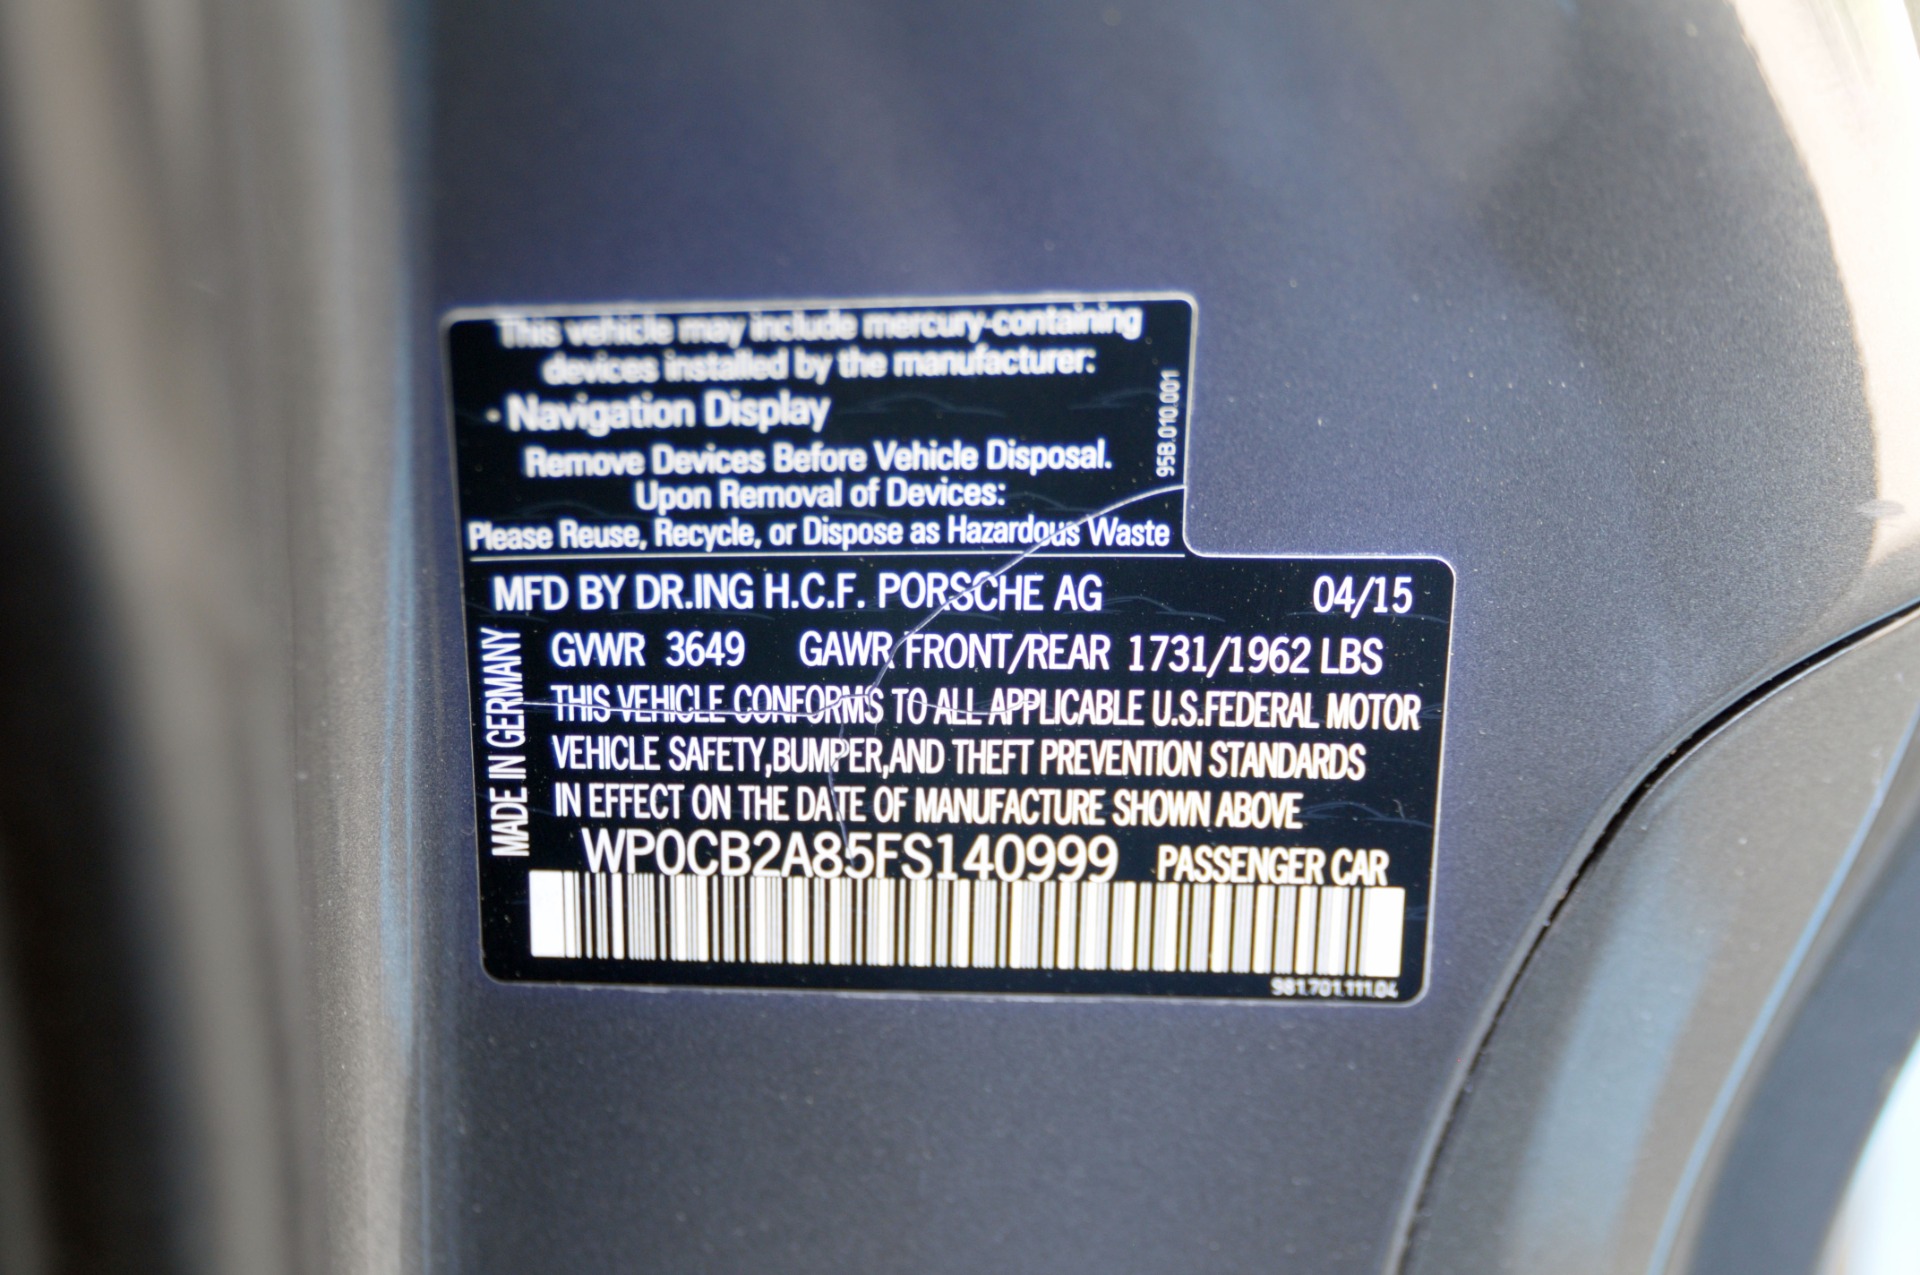 This vehicle may include mercury-containing
devices installed by the manufacturer:
- Navigation Display
Remove Devices Before Vehicle Disposal.
Upon Removal of Devices:
Please Reuse, Recycle, or Dispose as Hazardous Waste
95B.010.001
MFD BY DR.ING H.C.F. PORSCHE AG 04/15
GVWR 3649 GAWR FRONT/REAR 1731/1962 LBS
THIS VEHICLE CONFORMS TO ALL APPLICABLE U.S.FEDERAL MOTOR
VEHICLE SAFETY,BUMPER,AND THEFT PREVENTION STANDARDS
IN EFFECT ON THE DATE OF MANUFACTURE SHOWN ABOVE
MADE IN GERMANY
WP0CB2A85FS140999 PASSENGER CAR
981.701.111.04